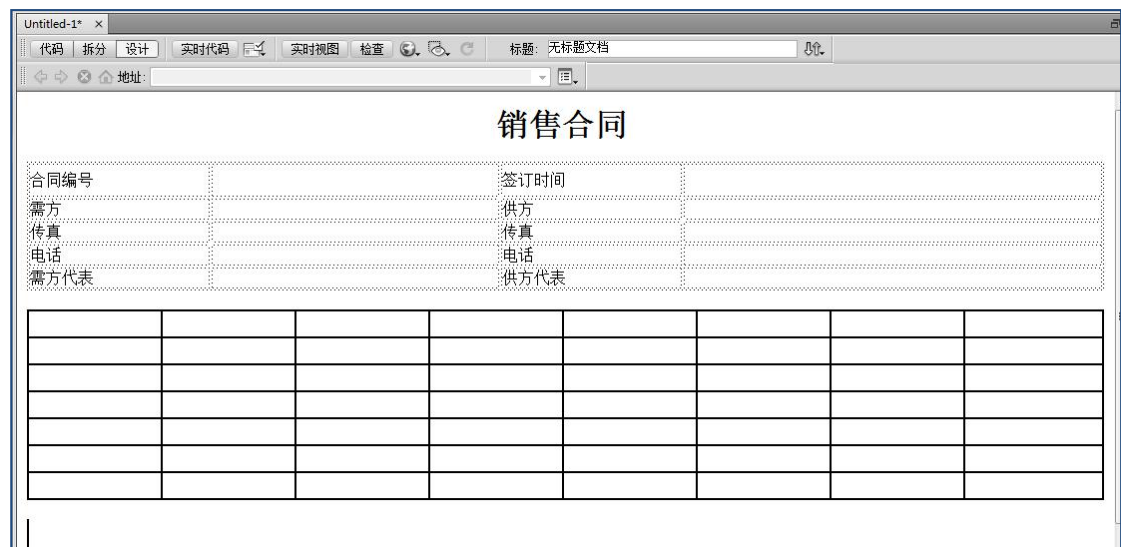 Untitled-1* ×
代码 拆分 设计 实时代码 实时视图 检查 标题: 无标题文档
地址:
销售合同
合同编号 签订时间
需方 供方
传真 传真
电话 电话
需方代表 供方代表